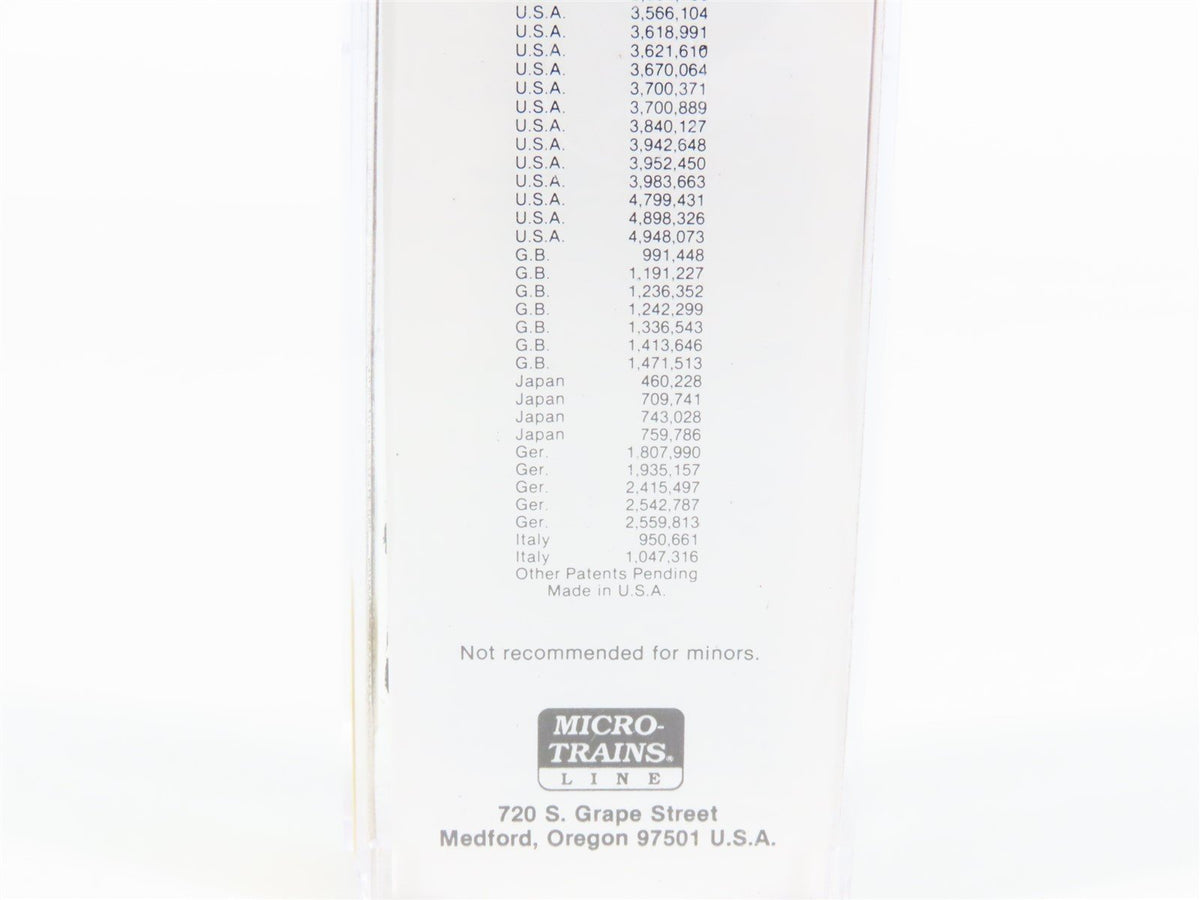 U.S.A. 3,566,104
U.S.A. 3,618,991
U.S.A. 3,621,610
U.S.A. 3,670,064
U.S.A. 3,700,371
U.S.A. 3,700,889
U.S.A. 3,840,127
U.S.A. 3,942,648
U.S.A. 3,952,450
U.S.A. 3,983,663
U.S.A. 4,799,431
U.S.A. 4,898,326
U.S.A. 4,948,073
G.B. 991,448
G.B. 1,191,227
G.B. 1,236,352
G.B. 1,242,299
G.B. 1,336,543
G.B. 1,413,646
G.B. 1,471,513
Japan 460,228
Japan 709,741
Japan 743,028
Japan 759,786
Ger. 1,807,990
Ger. 1,935,157
Ger. 2,415,497
Ger. 2,542,787
Ger. 2,559,813
Italy 950,661
Italy 1,047,316
Other Patents Pending
Made in U.S.A.
Not recommended for minors.
MICRO-
TRAINS®
LINE
720 S. Grape Street
Medford, Oregon 97501 U.S.A.